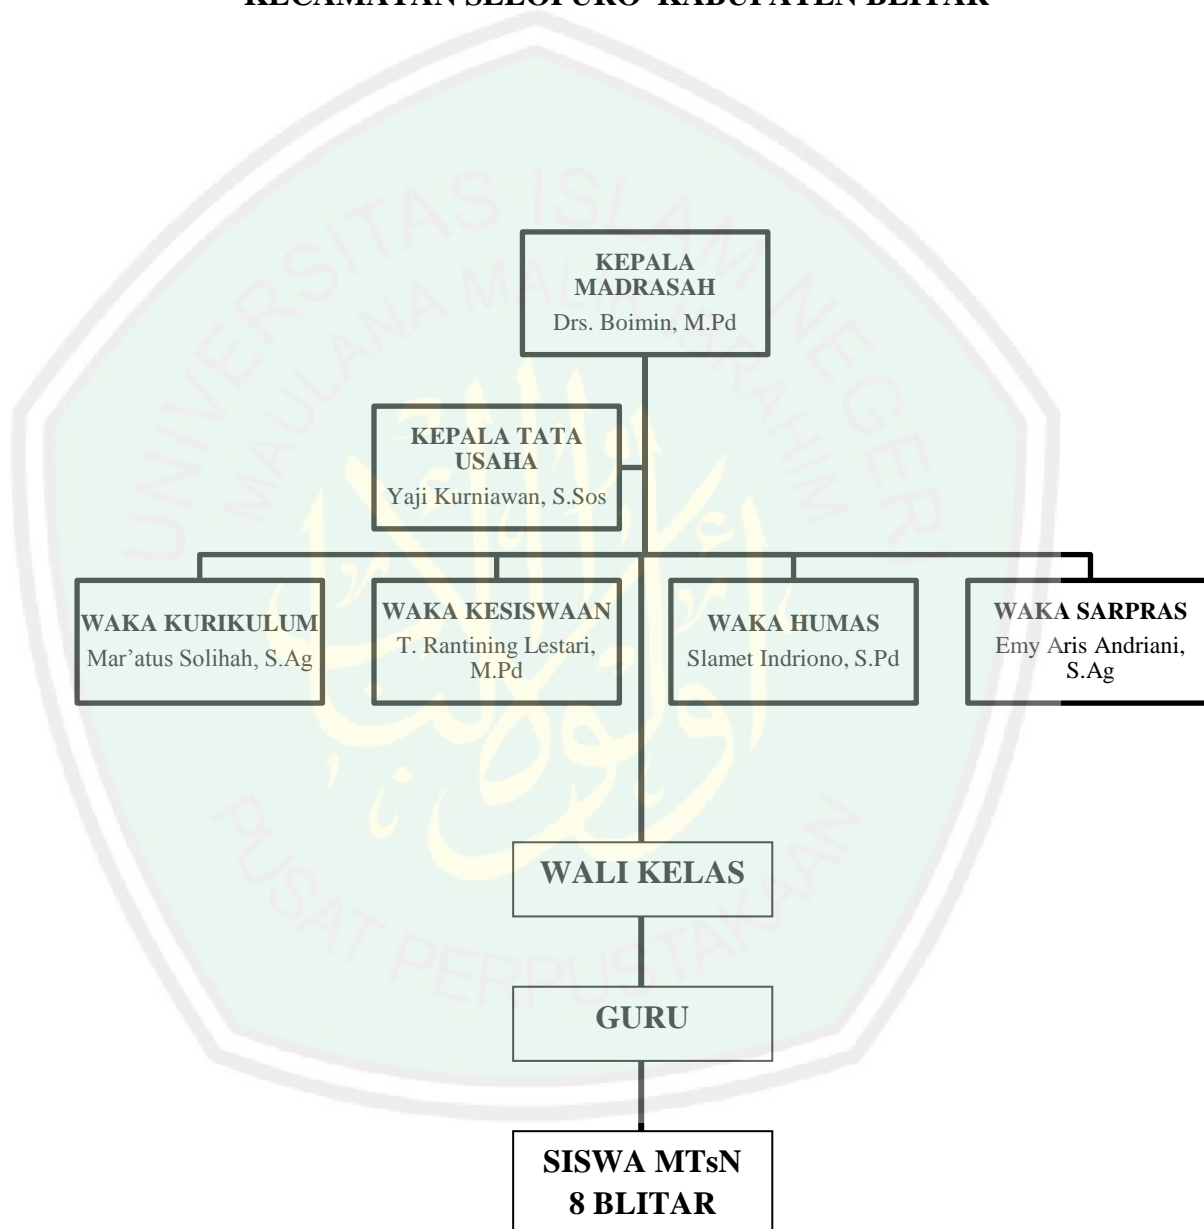 KECAMATAN SELOPURO KABUPATEN BLITAR
UNIVERSITAS ISLAM NEGERI
MAULANA MALIK IBRAHIM
KEPALA
MADRASAH
Drs. Boimin, M.Pd
KEPALA TATA
USAHA
Yaji Kurniawan, S.Sos
WAKA KURIKULUM
Mar’atus Solihah, S.Ag
WAKA KESISWAAN
T. Rantining Lestari,
M.Pd
WAKA HUMAS
Slamet Indriono, S.Pd
WAKA SARPRAS
Emy Aris Andriani,
S.Ag
WALI KELAS
GURU
PUSAT PERPUSTAKAAN
SISWA MTsN
8 BLITAR